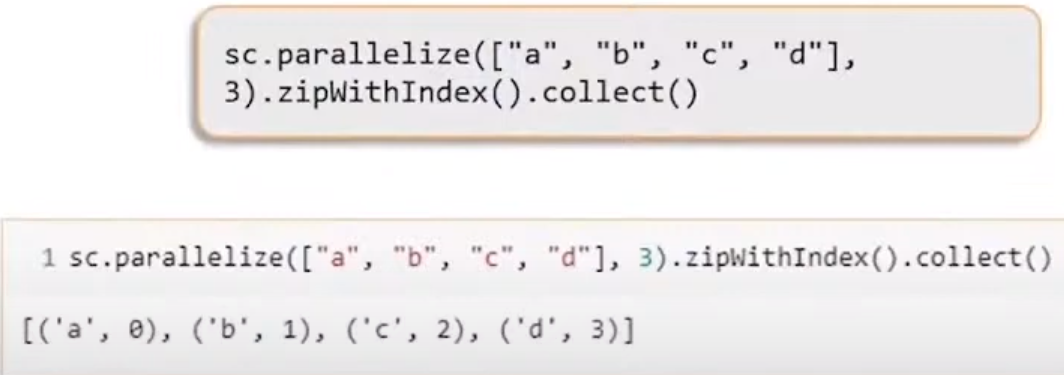 sc.parallelize(["a", "b", "c", "d"],
3).zipWithIndex().collect()
1 sc.parallelize(["a", "b", "c", "d"], 3).zipWithIndex().collect()
[('a', 0), ('b', 1), ('c', 2), ('d', 3)]